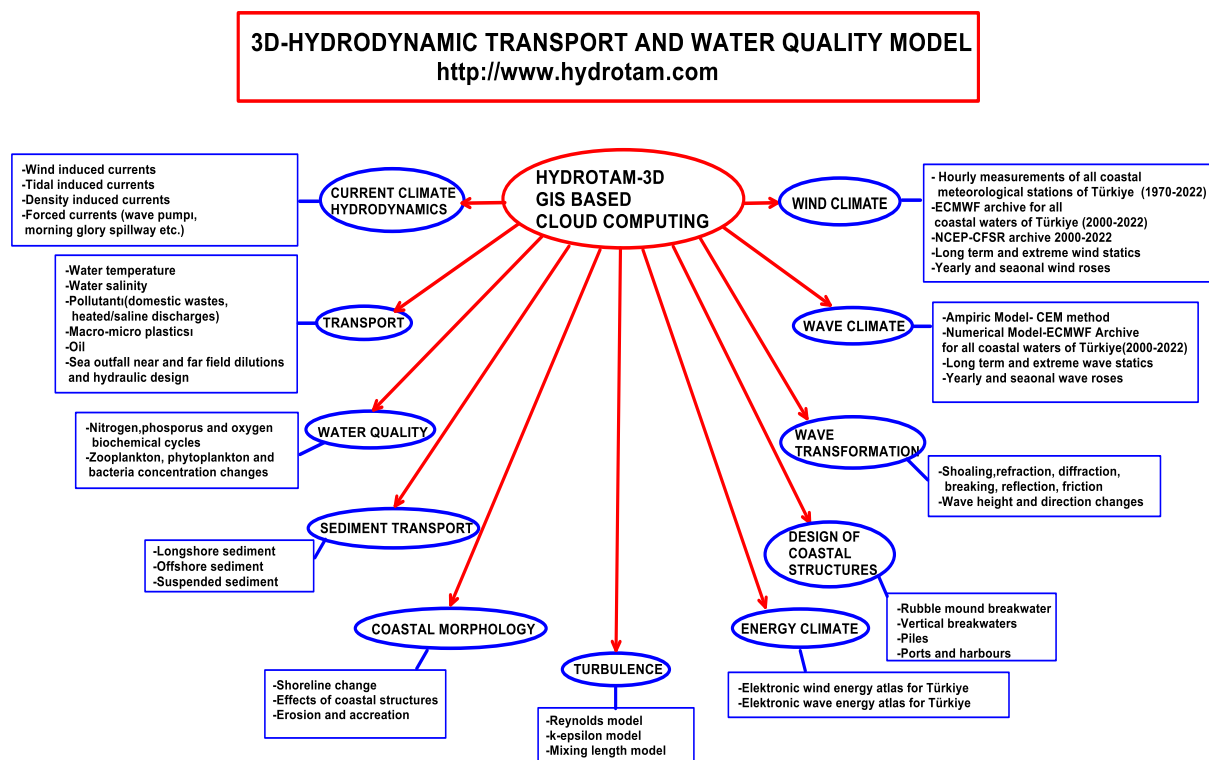 3D-HYDRODYNAMIC TRANSPORT AND WATER QUALITY MODEL
http://www.hydrotam.com
HYDROTAM-3D
GIS BASED
CLOUD COMPUTING
CURRENT CLIMATE
HYDRODYNAMICS
-Wind induced currents
-Tidal induced currents
-Density induced currents
-Forced currents (wave pumpı,
morning glory spillway etc.)
TRANSPORT
-Water temperature
-Water salinity
-Pollutantı(domestic wastes,
heated/saline discharges)
-Macro-micro plasticsı
-Oil
-Sea outfall near and far field dilutions
and hydraulic design
WATER QUALITY
-Nitrogen,phosporus and oxygen
biochemical cycles
-Zooplankton, phytoplankton and
bacteria concentration changes
SEDIMENT TRANSPORT
-Longshore sediment
-Offshore sediment
-Suspended sediment
COASTAL MORPHOLOGY
-Shoreline change
-Effects of coastal structures
-Erosion and accreation
TURBULENCE
-Reynolds model
-k-epsilon model
-Mixing length model
ENERGY CLIMATE
-Elektronic wind energy atlas for Türkiye
-Elektronic wave energy atlas for Türkiye
DESIGN OF
COASTAL
STRUCTURES
-Rubble mound breakwater
-Vertical breakwaters
-Piles
-Ports and harbours
WAVE
TRANSFORMATION
-Shoaling,refraction, diffraction,
breaking, reflection, friction
-Wave height and direction changes
WAVE CLIMATE
-Ampiric Model- CEM method
-Numerical Model-ECMWF Archive
for all coastal waters of Türkiye(2000-2022)
-Long term and extreme wave statics
-Yearly and seaonal wave roses
WIND CLIMATE
- Hourly measurements of all coastal
meteorological stations of Türkiye (1970-2022)
-ECMWF archive for all
coastal waters of Türkiye (2000-2022)
-NCEP-CFSR archive 2000-2022
-Long term and extreme wind statics
-Yearly and seaonal wind roses